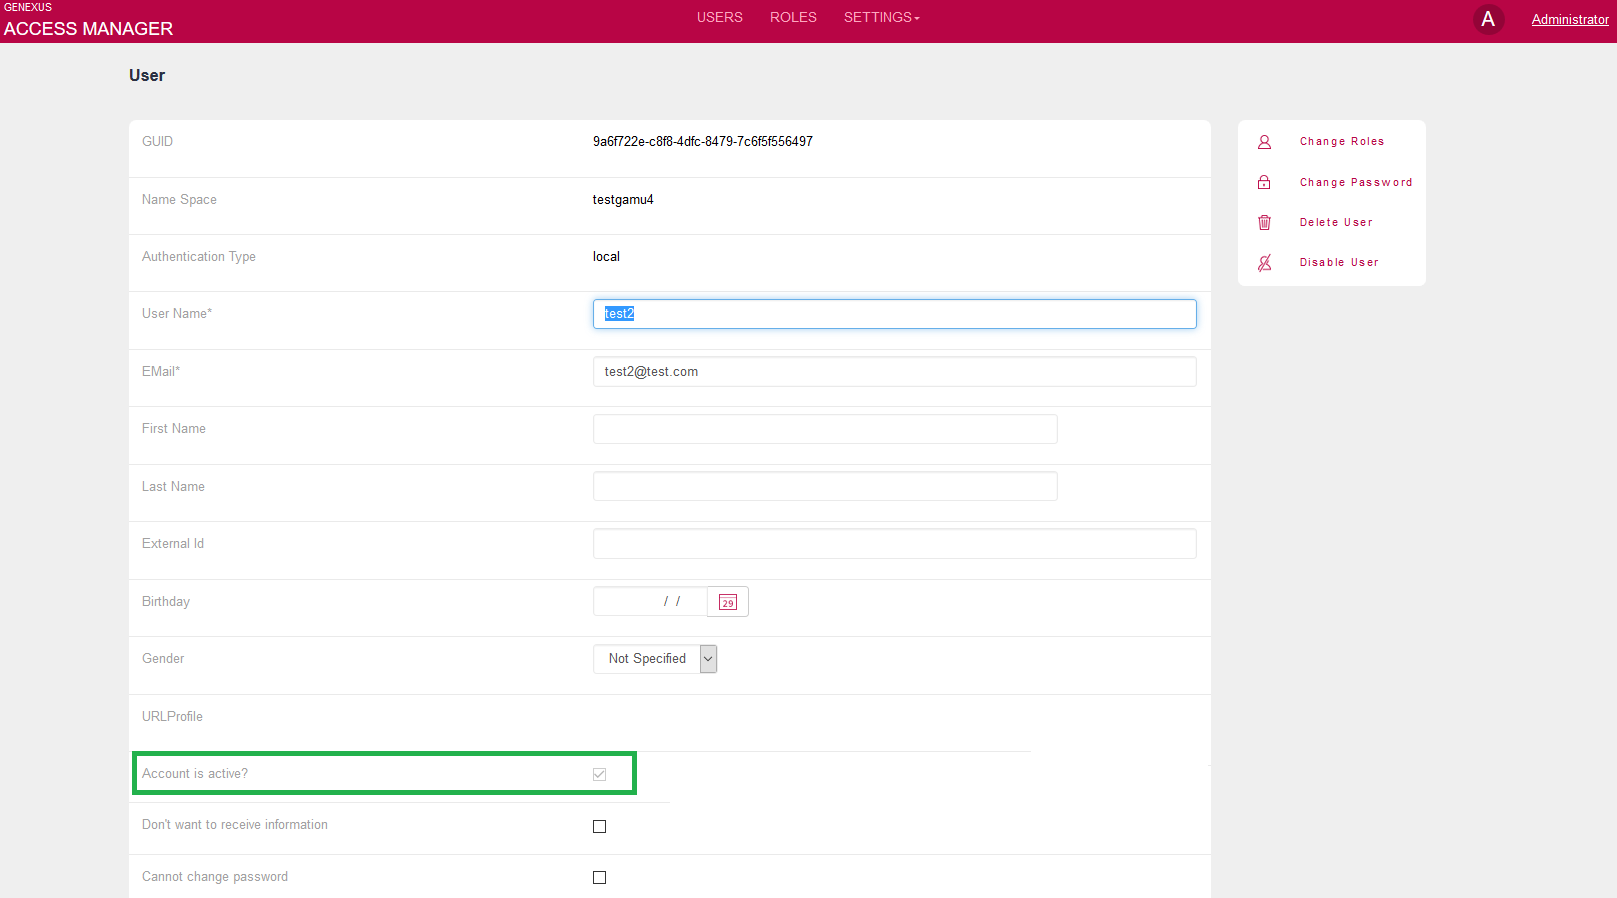 GENEXUS
ACCESS MANAGER
USERS ROLES SETTINGS
A Administrator
User
GUID 9a6f722e-c8f8-4dfc-8479-7c6f5f556497
Name Space testgamu4
Authentication Type local
User Name* test2
EMail* test2@test.com
First Name
Last Name
External Id
Birthday / / 29
Gender Not Specified
URLProfile
Account is active?
Don't want to receive information
Cannot change password
Change Roles
Change Password
Delete User
Disable User